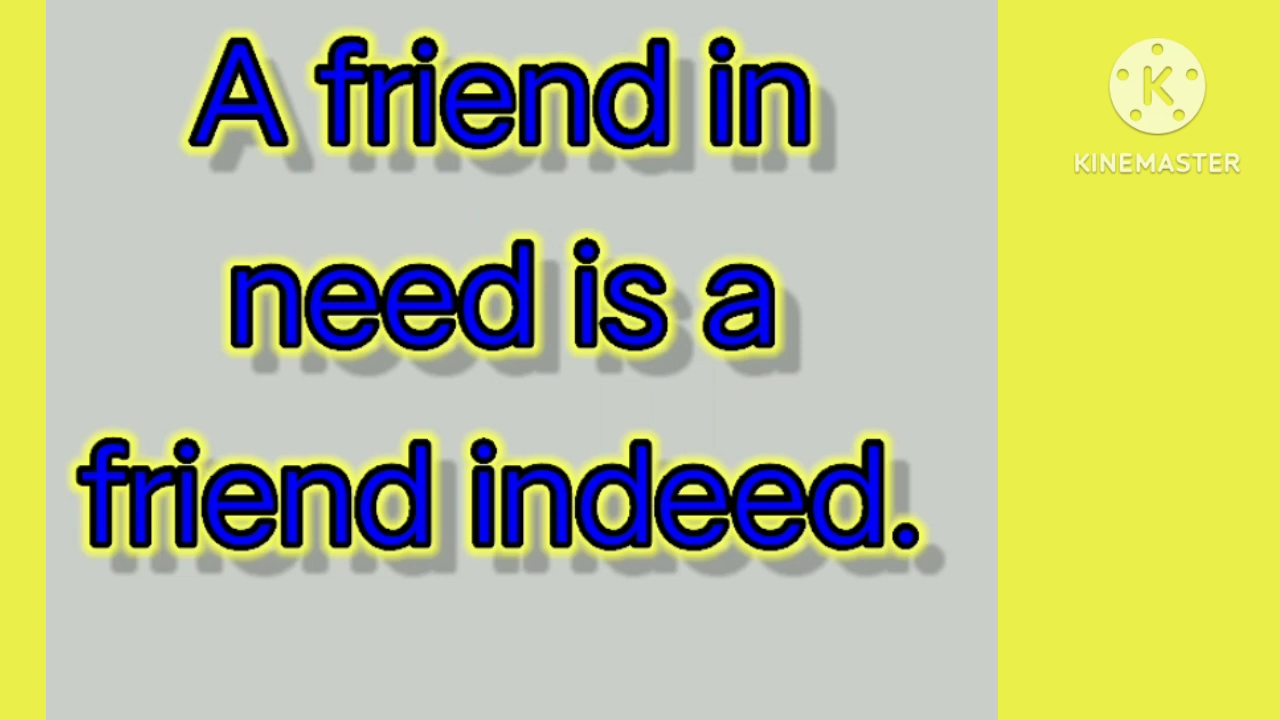 A friend in
need is a
friend indeed.
K
KINEMASTER